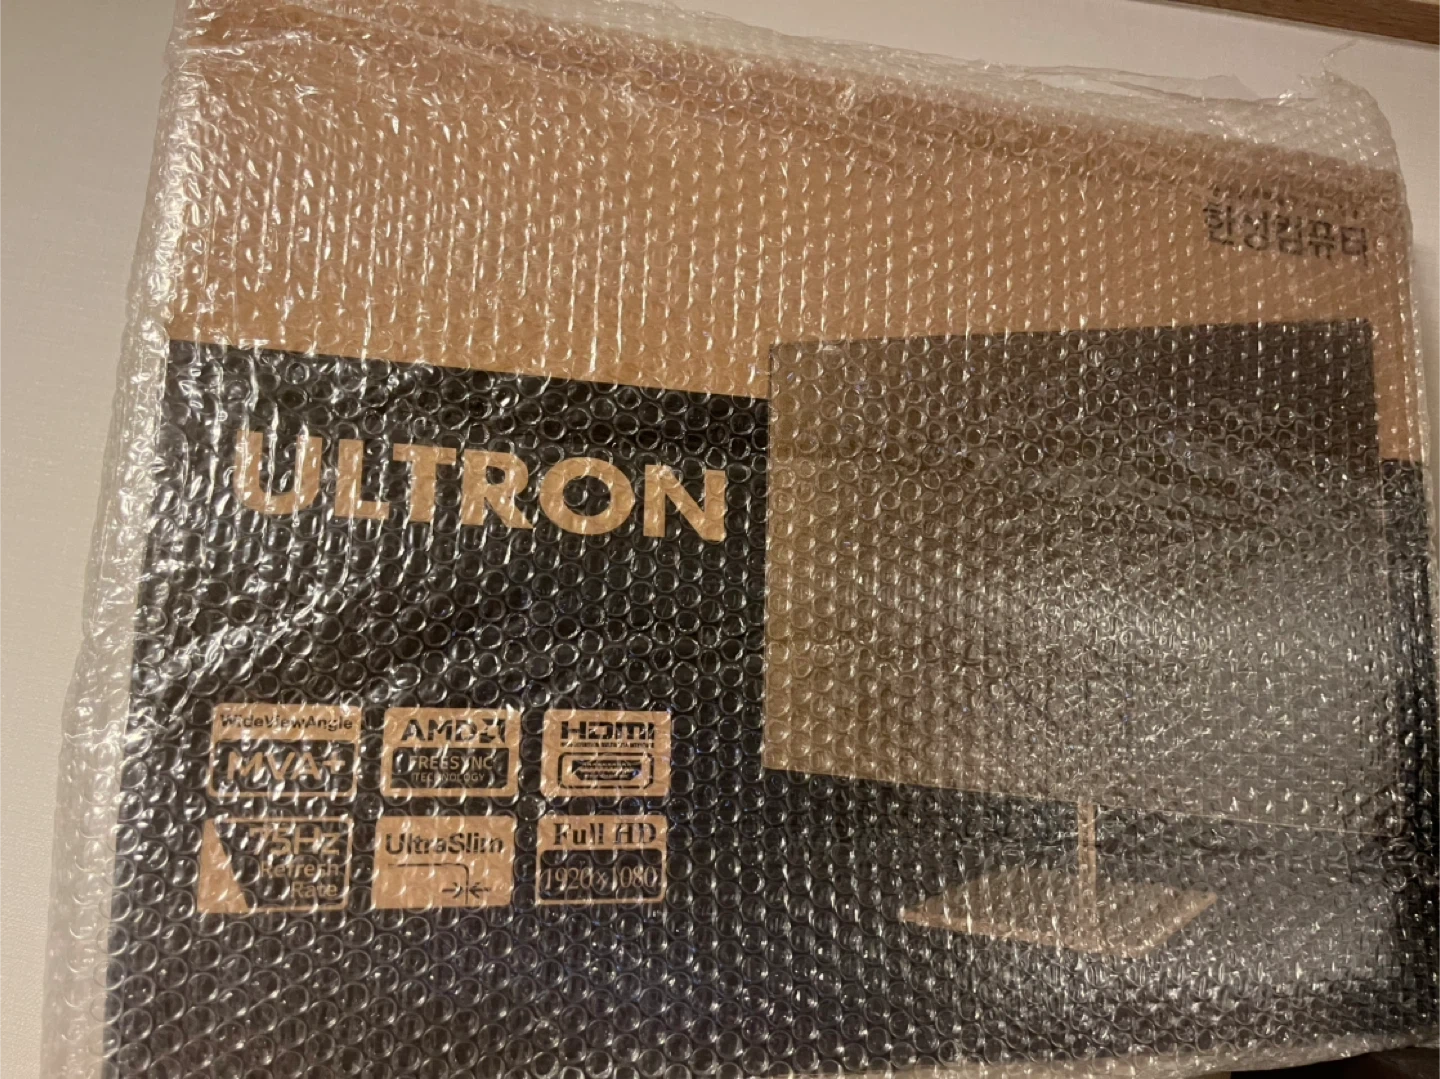 한성컴퓨터
ULTRON
WideViewAngle
MVA+
AMD
FREESYNC
TECHNOLOGY
HDMI
75Hz
Refresh
Rate
UltraSlim
Full HD
1920x1080